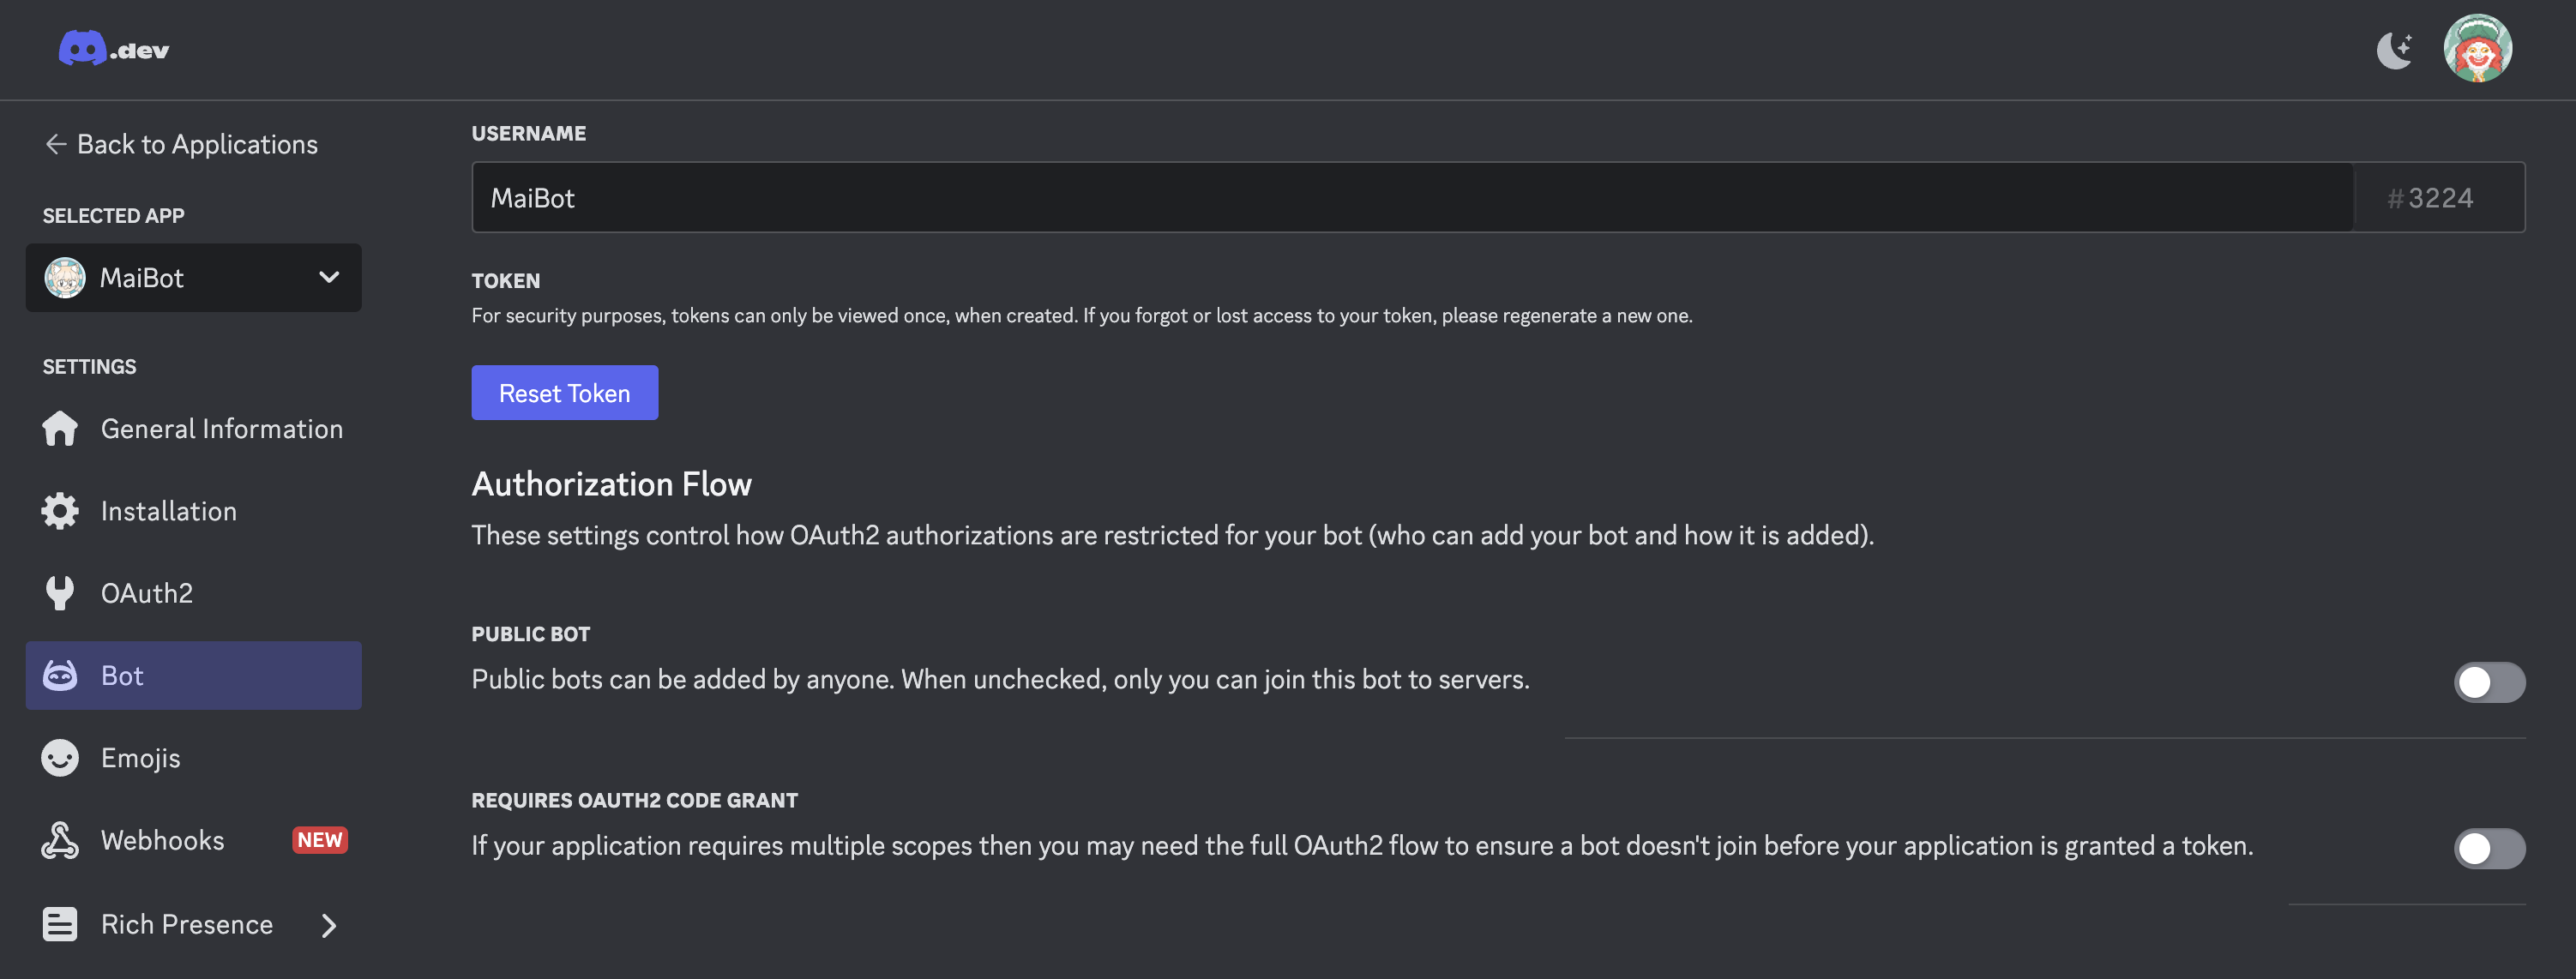 .dev
Back to Applications
SELECTED APP
MaiBot
SETTINGS
General Information
Installation
OAuth2
Bot
Emojis
Webhooks NEW
Rich Presence
USERNAME
MaiBot #3224
TOKEN
For security purposes, tokens can only be viewed once, when created. If you forgot or lost access to your token, please regenerate a new one.
Reset Token
Authorization Flow
These settings control how OAuth2 authorizations are restricted for your bot (who can add your bot and how it is added).
PUBLIC BOT
Public bots can be added by anyone. When unchecked, only you can join this bot to servers.
REQUIRES OAUTH2 CODE GRANT
If your application requires multiple scopes then you may need the full OAuth2 flow to ensure a bot doesn't join before your application is granted a token.